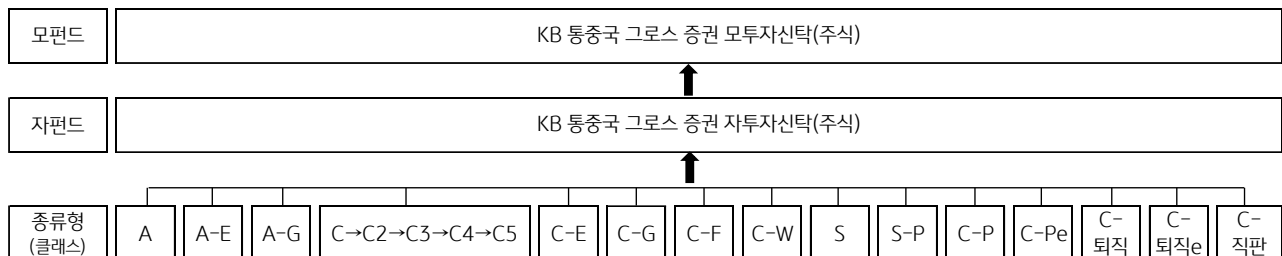 모펀드
KB 통중국 그로스 증권 모투자신탁(주식)
자펀드
KB 통중국 그로스 증권 자투자신탁(주식)
종류형
(클래스)
A
A-E
A-G
C→C2→C3→C4→C5
C-E
C-G
C-F
C-W
S
S-P
C-P
C-Pe
C-
퇴직
C-
퇴직e
C-
직판